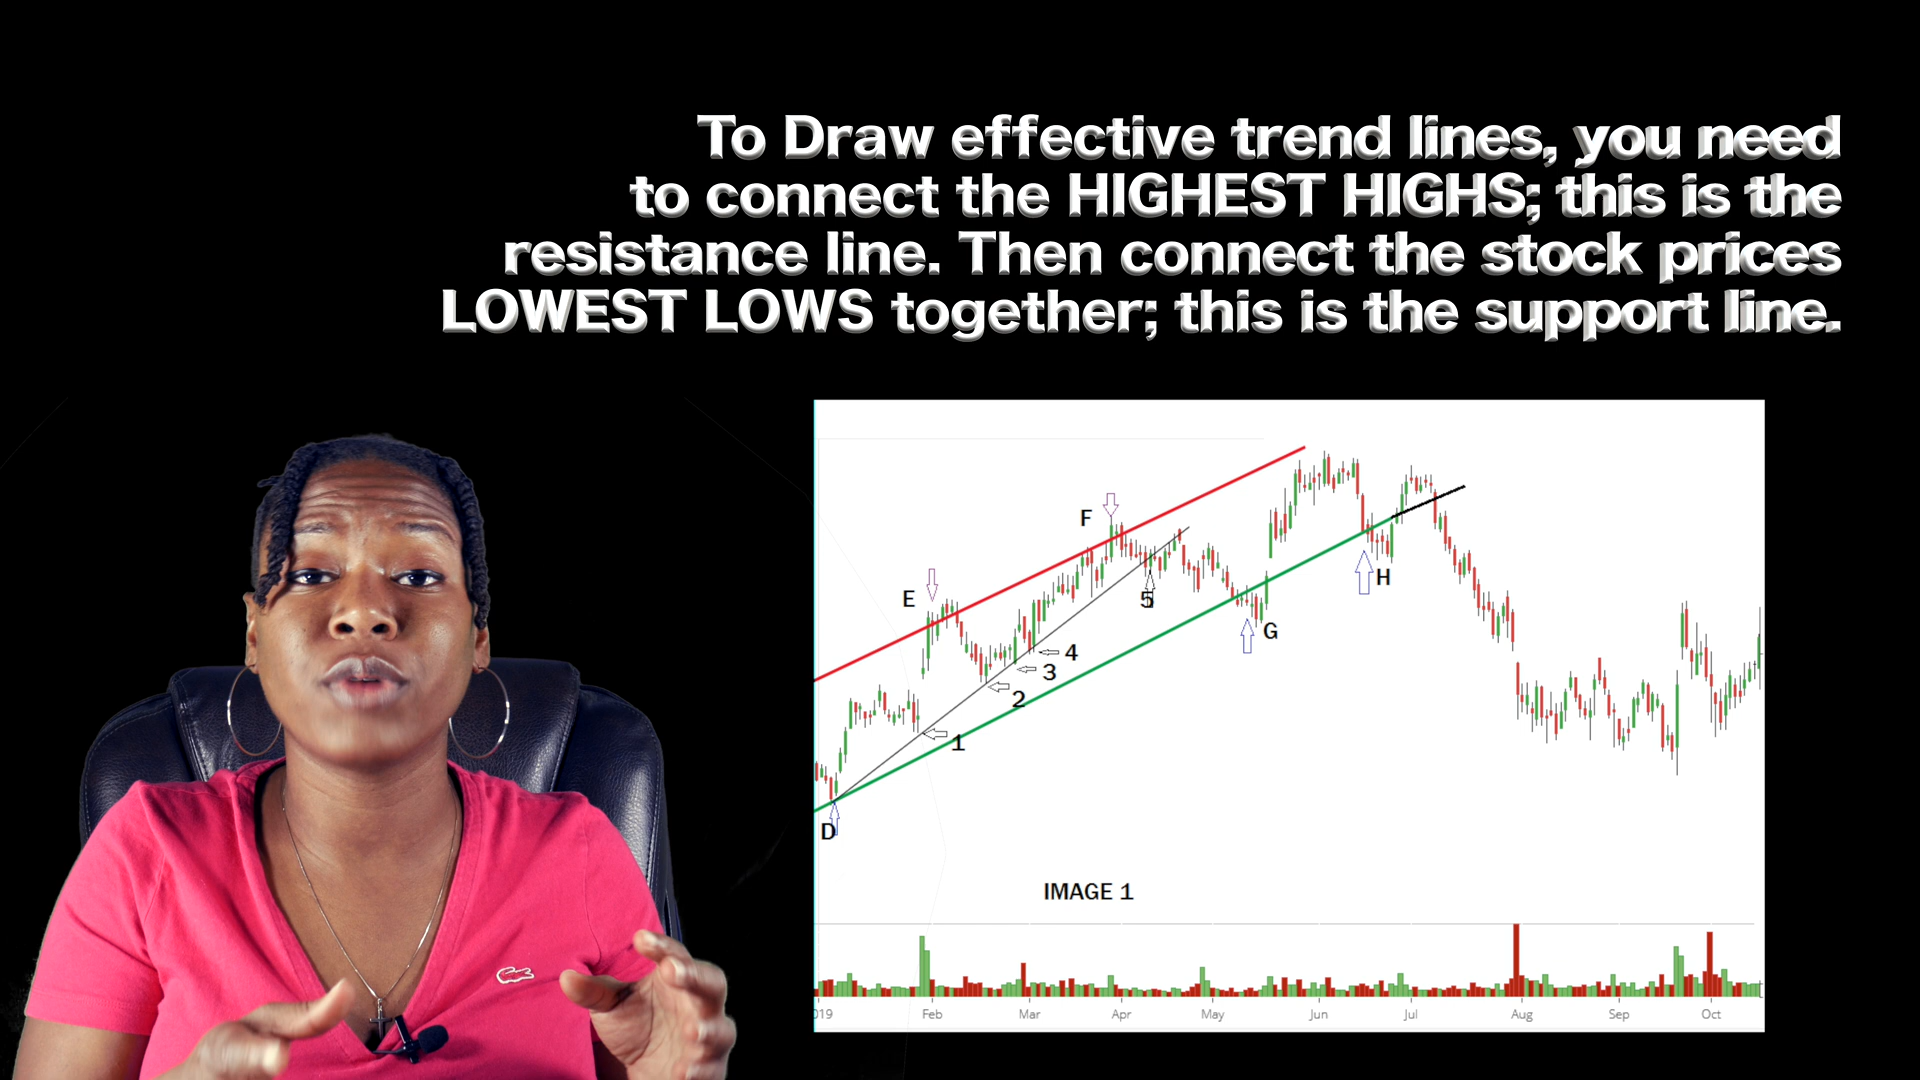 To Draw effective trend lines, you need
to connect the HIGHEST HIGHS; this is the
resistance line. Then connect the stock prices
LOWEST LOWS together; this is the support line.
F
E
H
5
G
4
3
2
1
D
IMAGE 1
019 Feb Mar Apr May Jun Jul Aug Sep Oct